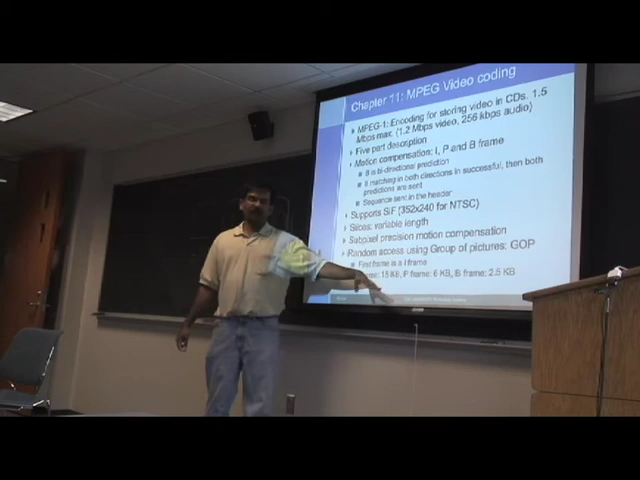 Chapter 11: MPEG Video coding
MPEG-1: Encoding for storing video in CDs. 1.5
Mbps max. (1.2 Mbps video, 256 kbps audio)
Five part description
Motion compensation: I, P and B frame
B is bi-directional prediction
If matching in both directions in successful, then both
predictions are sent
Sequence sent in the header
Supports SIF (352x240 for NTSC)
Slices: variable length
Subpixel precision motion compensation
Random access using Group of pictures: GOP
First frame is a I frame
15 KB, P frame: 6 KB, B frame: 2.5 KB